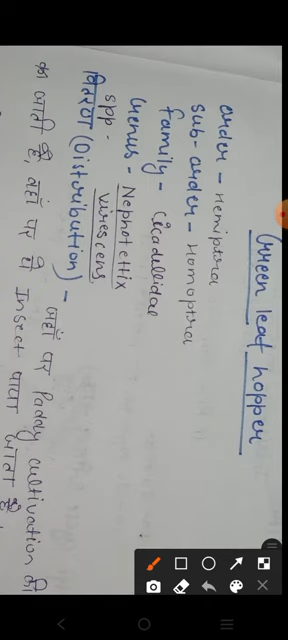 Green leaf hopper
order - Hemiptera
sub-order - Homoptera
family - Cicadellidae
Genus - Nephotettix
spp. - virescens
वितरण (Distribution) - जहाँ पर Paddy cultivation की
जाती है, वहाँ पर ही Insect पाया जाता है।